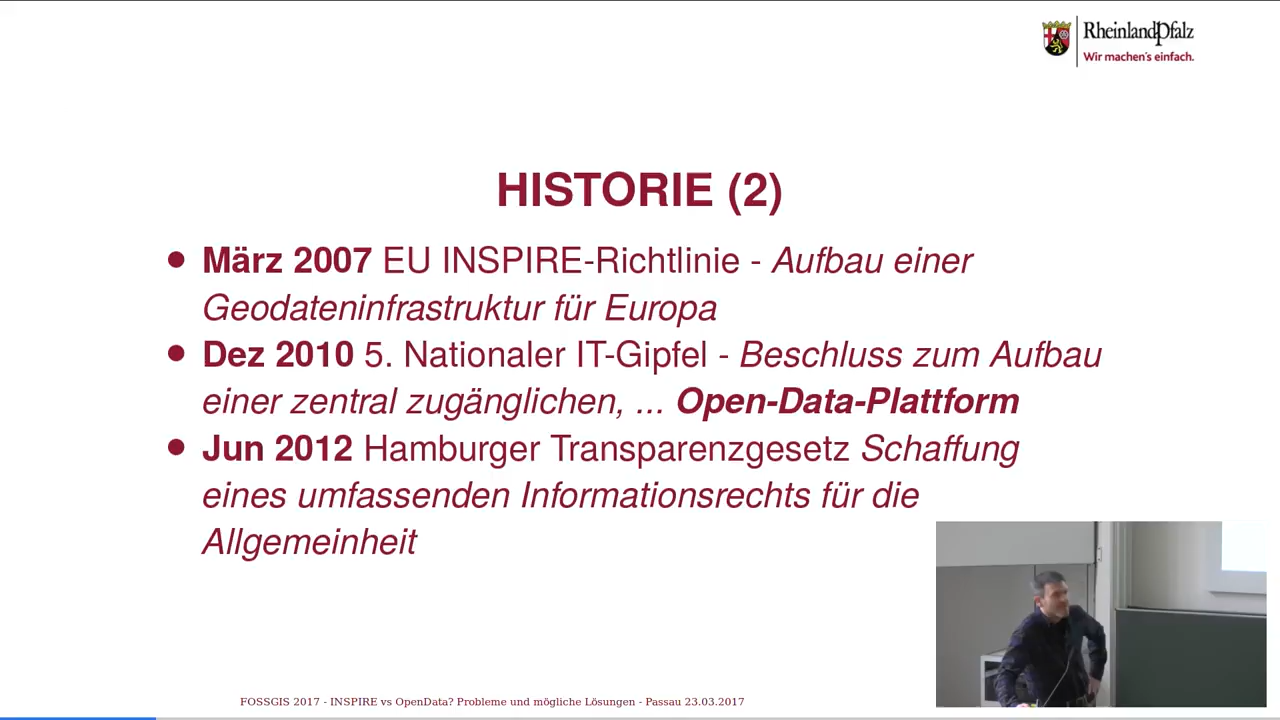 RheinlandPfalz
Wir machen's einfach.
HISTORIE (2)
• März 2007 EU INSPIRE-Richtlinie - Aufbau einer
Geodateninfrastruktur für Europa
• Dez 2010 5. Nationaler IT-Gipfel - Beschluss zum Aufbau
einer zentral zugänglichen, ... Open-Data-Plattform
• Jun 2012 Hamburger Transparenzgesetz Schaffung
eines umfassenden Informationsrechts für die
Allgemeinheit
FOSSGIS 2017 - INSPIRE vs OpenData? Probleme und mögliche Lösungen - Passau 23.03.2017